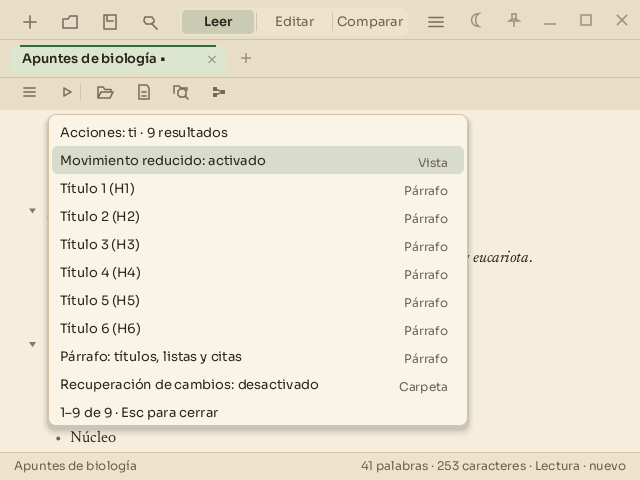 Leer Editar Comparar
Apuntes de biología •
Acciones: ti · 9 resultados
Movimiento reducido: activado Vista
Título 1 (H1) Párrafo
Título 2 (H2) Párrafo
Título 3 (H3) Párrafo
eucariota.
Título 4 (H4) Párrafo
Título 5 (H5) Párrafo
Título 6 (H6) Párrafo
Párrafo: títulos, listas y citas Párrafo
Recuperación de cambios: desactivado Carpeta
1–9 de 9 · Esc para cerrar
• Núcleo
Apuntes de biología 41 palabras · 253 caracteres · Lectura · nuevo